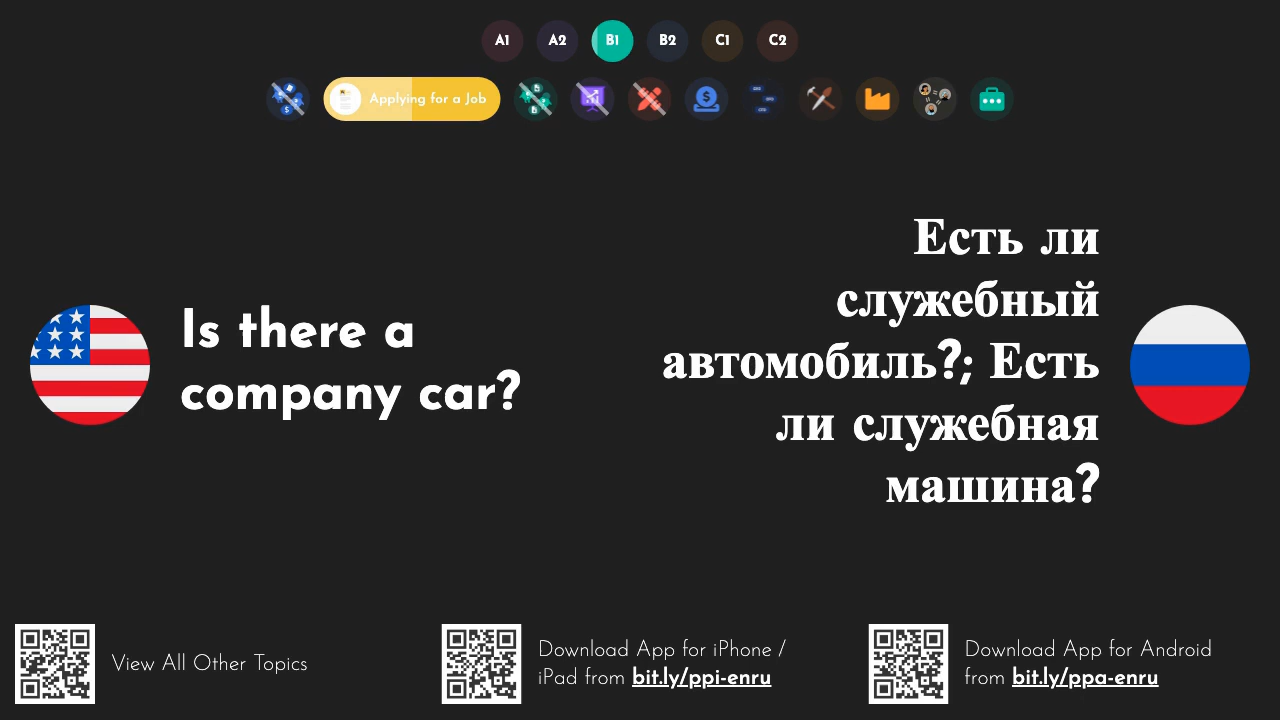 A1 A2 B1 B2 C1 C2
Applying for a Job
Is there a
company car?
Есть ли
служебный
автомобиль?; Есть
ли служебная
машина?
View All Other Topics
Download App for iPhone /
iPad from bit.ly/ppi-enru
Download App for Android
from bit.ly/ppa-enru